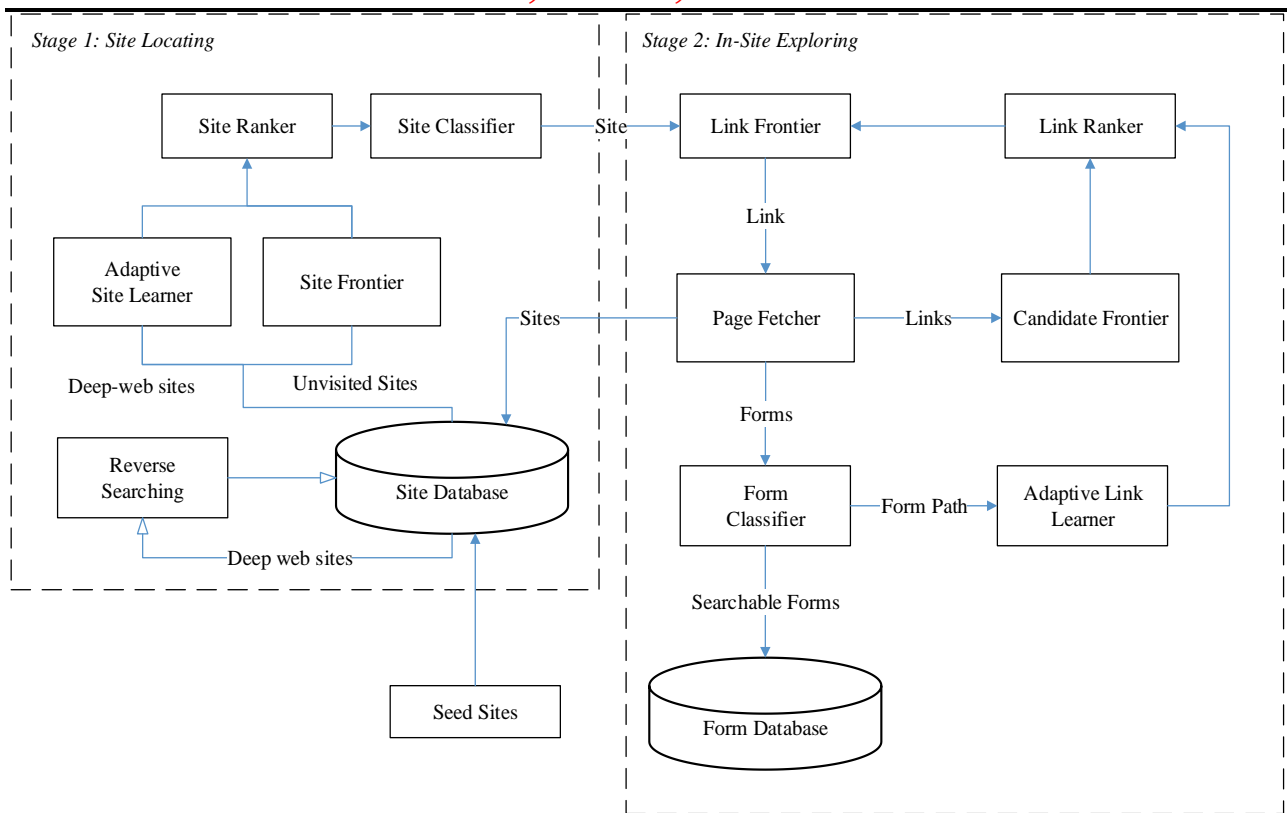 Stage 1: Site Locating
Stage 2: In-Site Exploring
Site Ranker
Site Classifier
Site
Link Frontier
Link Ranker
Link
Adaptive
Site Learner
Site Frontier
Sites
Page Fetcher
Links
Candidate Frontier
Deep-web sites
Unvisited Sites
Forms
Reverse
Searching
Site Database
Form
Classifier
Form Path
Adaptive Link
Learner
Deep web sites
Searchable Forms
Seed Sites
Form Database